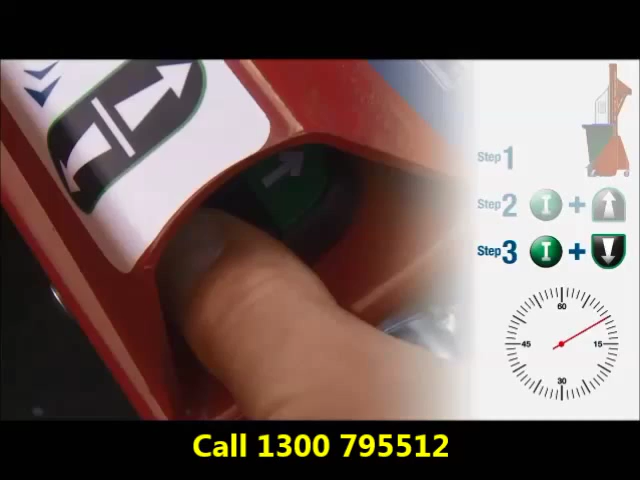 Step 1
Step 2 I +
Step 3 I +
60
45 15
30
Call 1300 795512